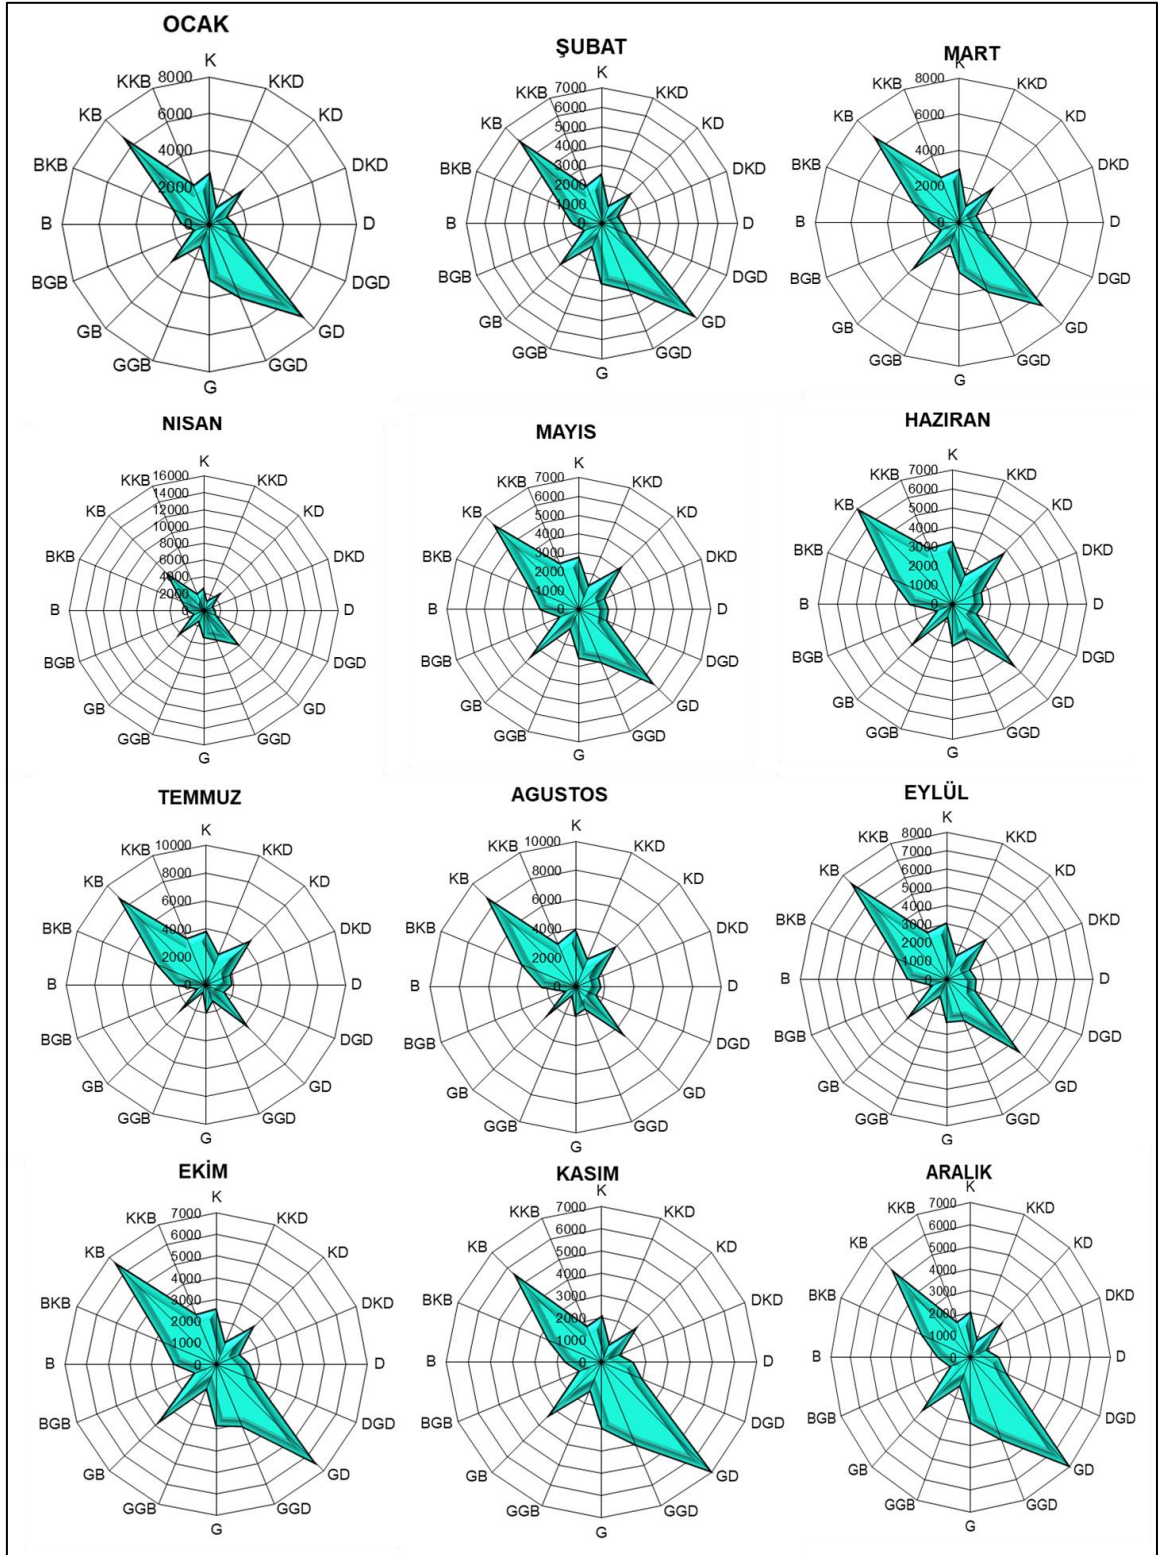 OCAK
K
KKD
KD
DKD
D
DGD
GD
GGD
G
GGB
GB
BGB
B
BKB
KB
KKB
8000
6000
4000
2000
0
ŞUBAT
K
KKD
KD
DKD
D
DGD
GD
GGD
G
GGB
GB
BGB
B
BKB
KB
KKB
7000
6000
5000
4000
3000
2000
1000
0
MART
K
KKD
KD
DKD
D
DGD
GD
GGD
G
GGB
GB
BGB
B
BKB
KB
KKB
8000
6000
4000
2000
0
NISAN
K
KKD
KD
DKD
D
DGD
GD
GGD
G
GGB
GB
BGB
B
BKB
KB
KKB
16000
14000
12000
10000
8000
6000
4000
2000
0
MAYIS
K
KKD
KD
DKD
D
DGD
GD
GGD
G
GGB
GB
BGB
B
BKB
KB
KKB
7000
6000
5000
4000
3000
2000
1000
0
HAZIRAN
K
KKD
KD
DKD
D
DGD
GD
GGD
G
GGB
GB
BGB
B
BKB
KB
KKB
7000
6000
5000
4000
3000
2000
1000
0
TEMMUZ
K
KKD
KD
DKD
D
DGD
GD
GGD
G
GGB
GB
BGB
B
BKB
KB
KKB
10000
8000
6000
4000
2000
0
AGUSTOS
K
KKD
KD
DKD
D
DGD
GD
GGD
G
GGB
GB
BGB
B
BKB
KB
KKB
10000
8000
6000
4000
2000
0
EYLÜL
K
KKD
KD
DKD
D
DGD
GD
GGD
G
GGB
GB
BGB
B
BKB
KB
KKB
8000
7000
6000
5000
4000
3000
2000
1000
0
EKİM
K
KKD
KD
DKD
D
DGD
GD
GGD
G
GGB
GB
BGB
B
BKB
KB
KKB
7000
6000
5000
4000
3000
2000
1000
0
KASIM
K
KKD
KD
DKD
D
DGD
GD
GGD
G
GGB
GB
BGB
B
BKB
KB
KKB
7000
6000
5000
4000
3000
2000
1000
0
ARALIK
K
KKD
KD
DKD
D
DGD
GD
GGD
G
GGB
GB
BGB
B
BKB
KB
KKB
7000
6000
5000
4000
3000
2000
1000
0